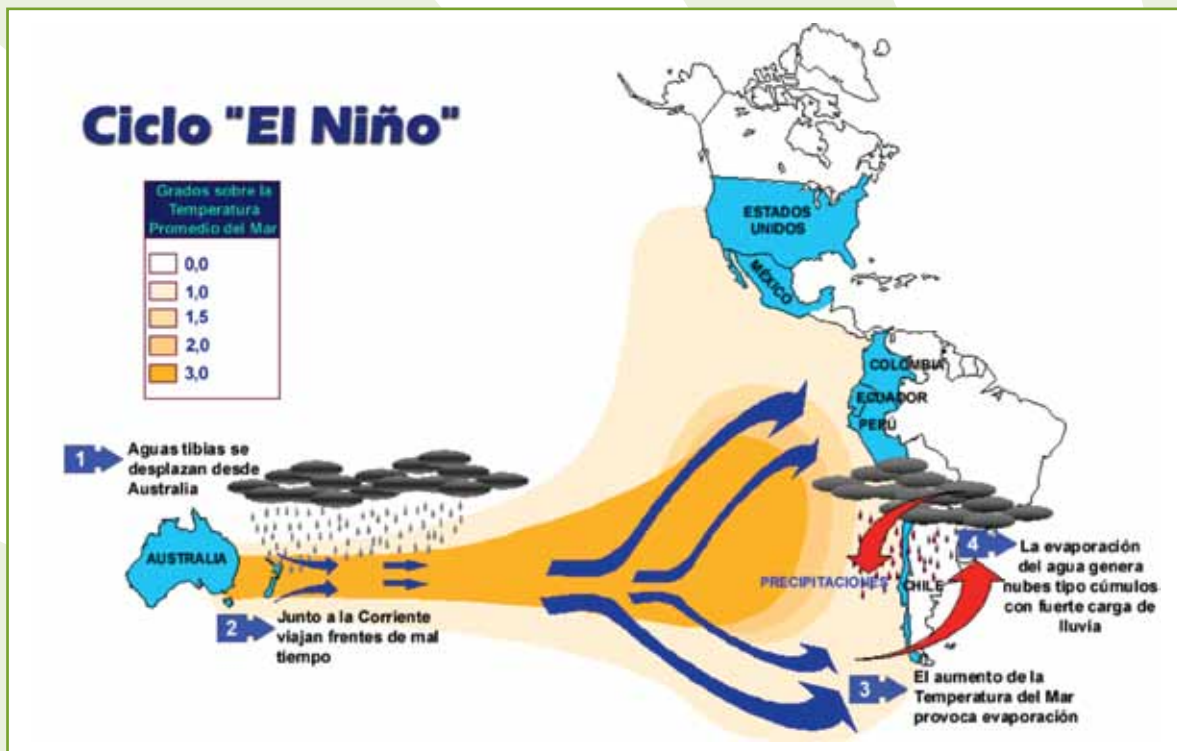 Ciclo "El Niño"
Grados sobre la
Temperatura
Promedio del Mar
0,0
1,0
1,5
2,0
3,0
ESTADOS
UNIDOS
MÉXICO
COLOMBIA
ECUADOR
PERÚ
1
Aguas tibias se
desplazan desde
Australia
AUSTRALIA
2
Junto a la Corriente
viajan frentes de mal
tiempo
PRECIPITACIONES
CHILE
4
La evaporación
del agua genera
nubes tipo cúmulos
con fuerte carga de
lluvia
3
El aumento de la
Temperatura del Mar
provoca evaporación